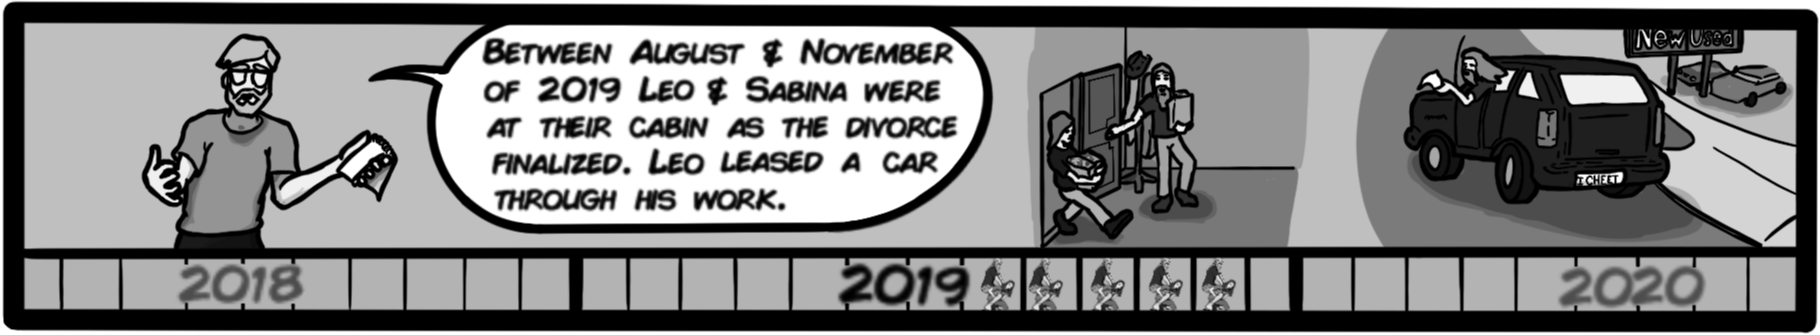 BETWEEN AUGUST & NOVEMBER
OF 2019 LEO & SABINA WERE
AT THEIR CABIN AS THE DIVORCE
FINALIZED. LEO LEASED A CAR
THROUGH HIS WORK.
New Used
I CHEET
2018
2019
2020